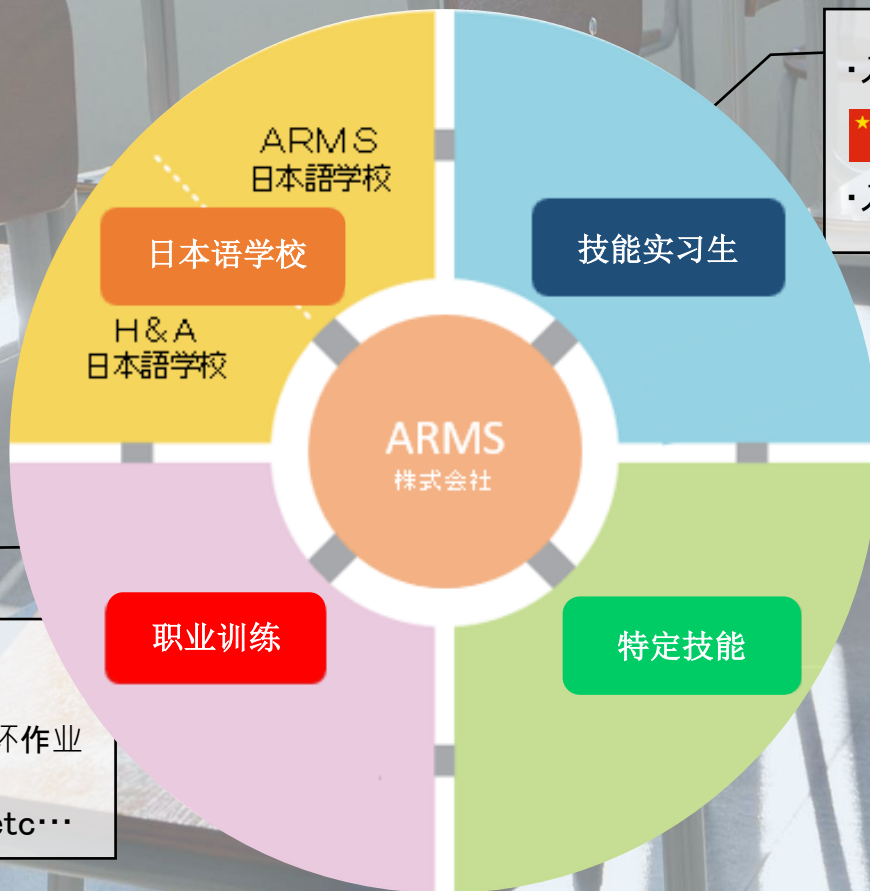 ARMS
日本語学校
日本语学校
H&A
日本語学校
技能实习生
ARMS
株式会社
职业训练
特定技能
作业
etc…